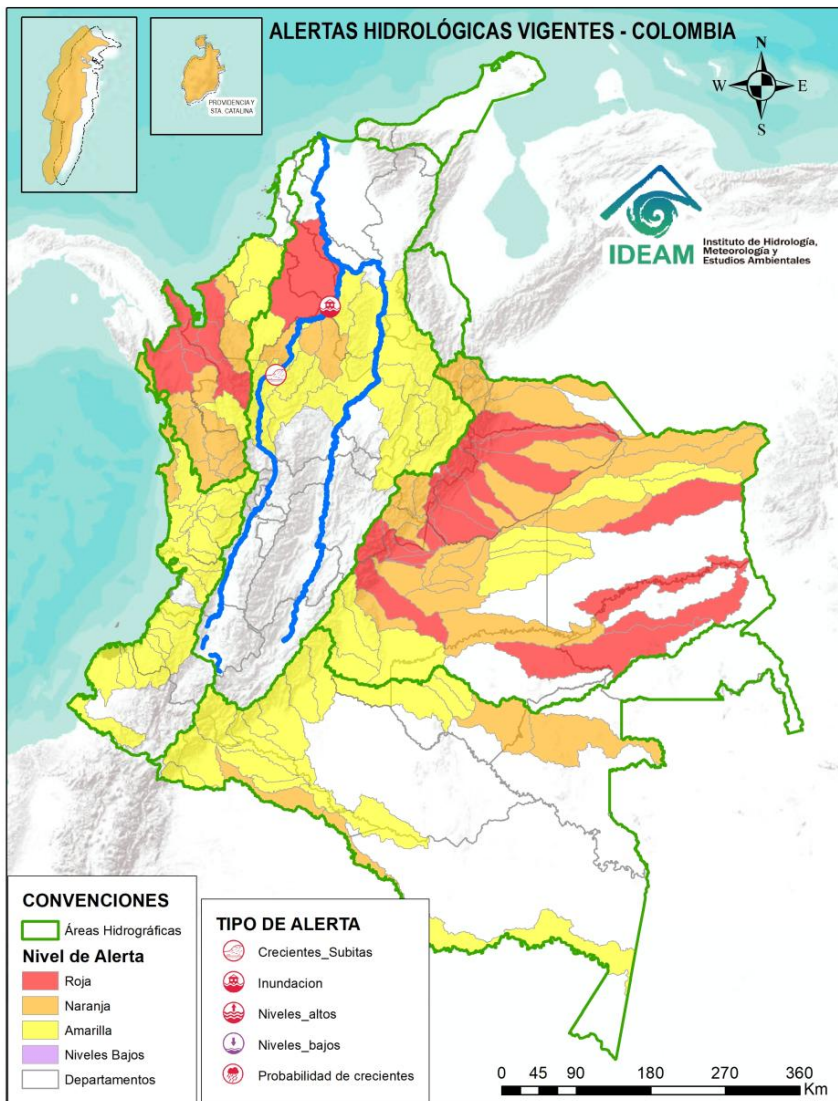 ALERTAS HIDROLÓGICAS VIGENTES - COLOMBIA
PROVIDENCIA Y
STA. CATALINA
N
W
E
S
IDEAM
Instituto de Hidrología,
Meteorología y
Estudios Ambientales
CONVENCIONES
Áreas Hidrográficas
Nivel de Alerta
Roja
Naranja
Amarilla
Niveles Bajos
Departamentos
TIPO DE ALERTA
Crecientes_Subitas
Inundacion
Niveles_altos
Niveles_bajos
Probabilidad de crecientes
0 45 90 180 270 360
Km